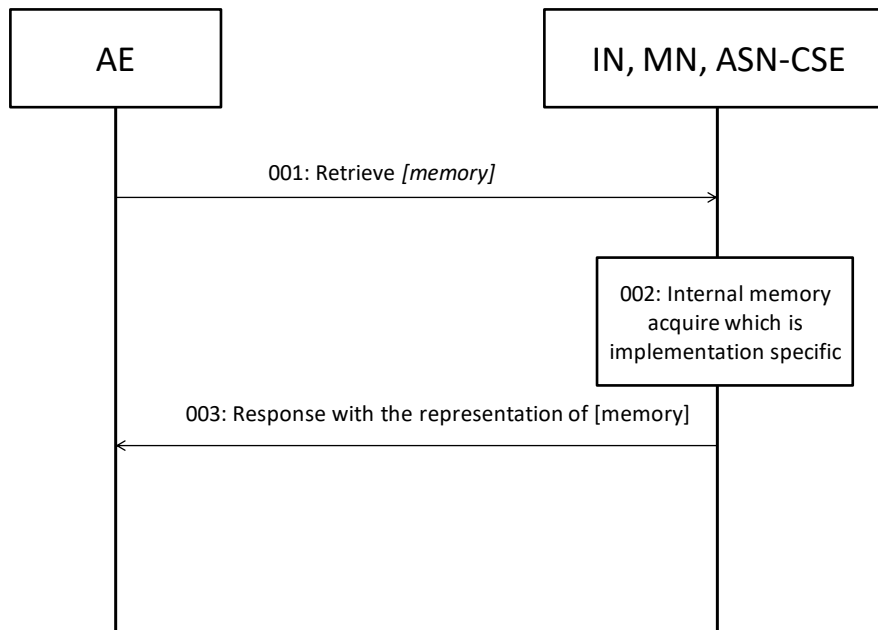 AE
IN, MN, ASN-CSE
001: Retrieve [memory]
002: Internal memory
acquire which is
implementation specific
003: Response with the representation of [memory]